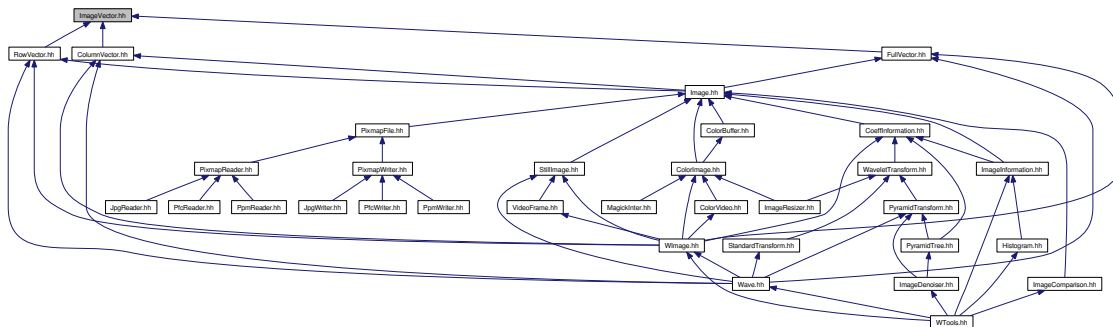 ImageVector.hh
RowVector.hh
ColumnVector.hh
FullVector.hh
Image.hh
PixmapFile.hh
ColorBuffer.hh
CoeffInformation.hh
PixmapReader.hh
PixmapWriter.hh
StillImage.hh
ColorImage.hh
WaveletTransform.hh
ImageInformation.hh
JpgReader.hh
PfcReader.hh
PpmReader.hh
JpgWriter.hh
PfcWriter.hh
PpmWriter.hh
VideoFrame.hh
MagickInter.hh
ColorVideo.hh
ImageResizer.hh
PyramidTransform.hh
WImage.hh
StandardTransform.hh
PyramidTree.hh
Histogram.hh
Wave.hh
ImageDenoiser.hh
ImageComparison.hh
WTools.hh